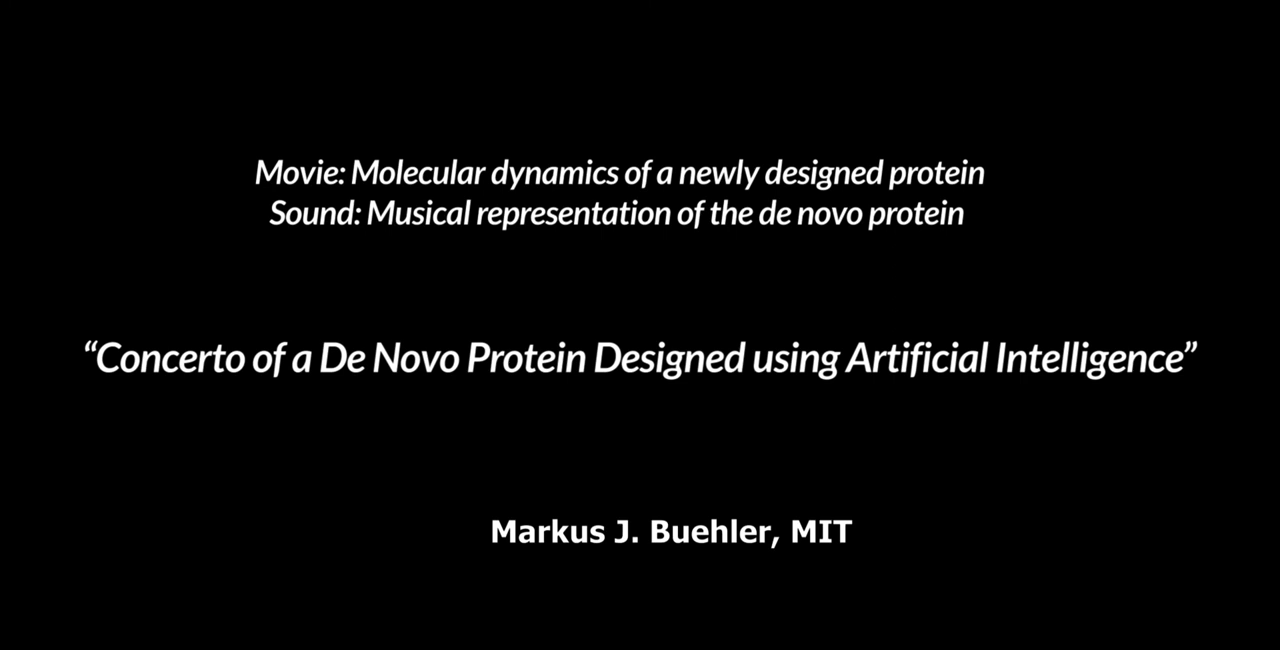 Movie: Molecular dynamics of a newly designed protein
Sound: Musical representation of the de novo protein
“Concerto of a De Novo Protein Designed using Artificial Intelligence”
Markus J. Buehler, MIT